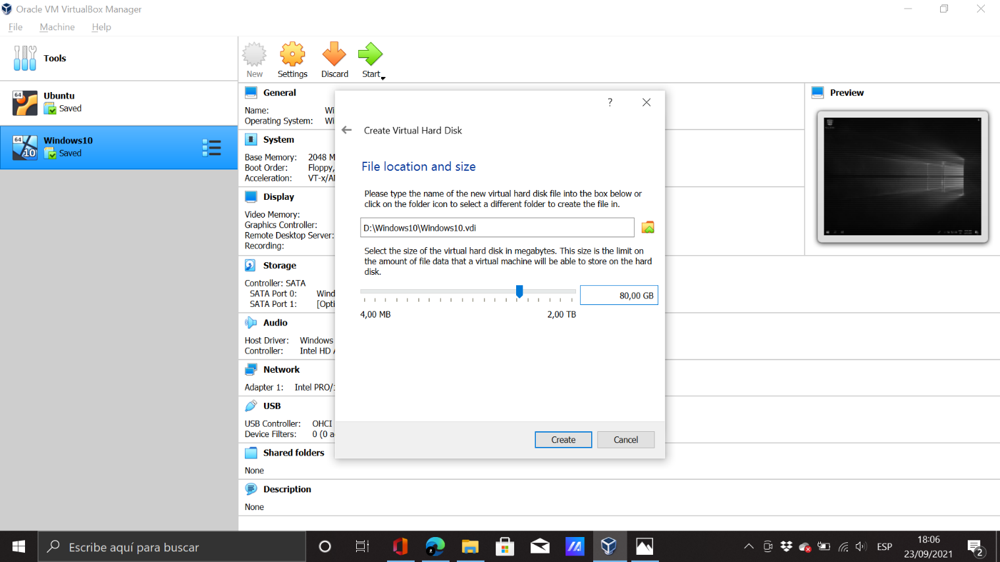 Oracle VM VirtualBox Manager
File Machine Help
Tools
New Settings Discard Start
Ubuntu
Saved
Windows10
Saved
General
Name: Wi
Operating System: Wi
System
Base Memory: 2048 M
Boot Order: Floppy,
Acceleration: VT-x/A
Display
Video Memory:
Graphics Controller:
Remote Desktop Server:
Recording:
Storage
Controller: SATA
SATA Port 0: Wind
SATA Port 1: [Opti
Audio
Host Driver: Windows
Controller: Intel HD A
Network
Adapter 1: Intel PRO/1
USB
USB Controller: OHCI
Device Filters: 0 (0 a
Shared folders
None
Description
None
Preview
?
Create Virtual Hard Disk
File location and size
Please type the name of the new virtual hard disk file into the box below or
click on the folder icon to select a different folder to create the file in.
D:\Windows10\Windows10.vdi
Select the size of the virtual hard disk in megabytes. This size is the limit on
the amount of file data that a virtual machine will be able to store on the hard
disk.
80,00 GB
4,00 MB 2,00 TB
Create Cancel
Escribe aquí para buscar
ESP
18:06
23/09/2021
2